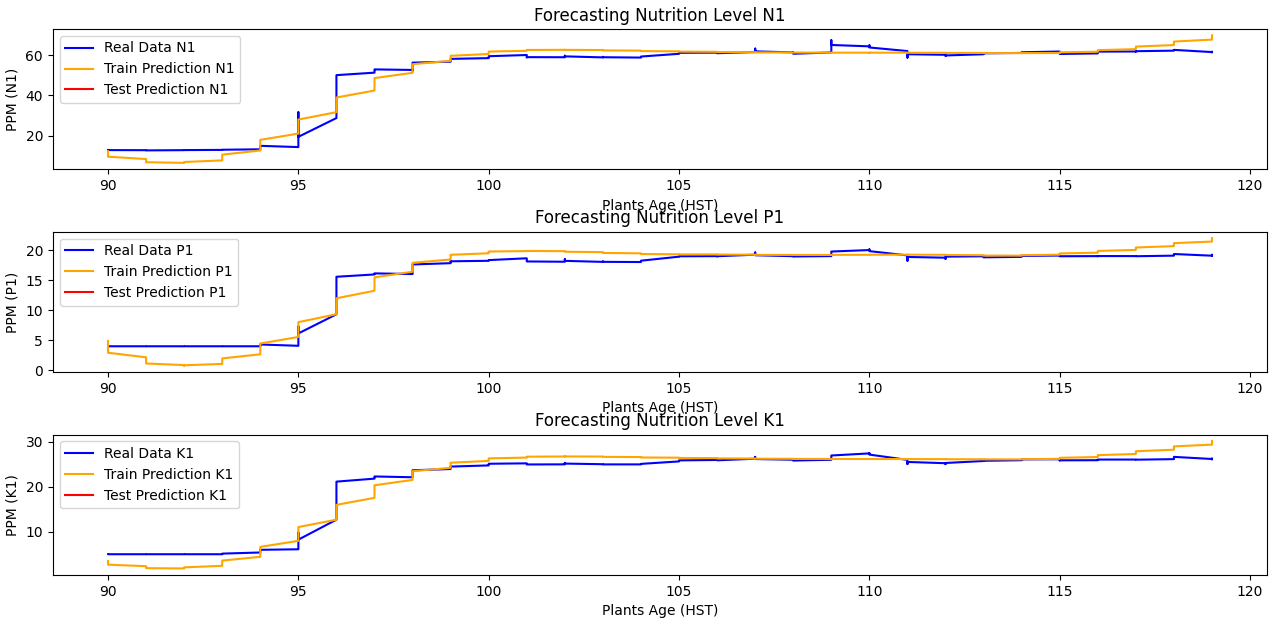 Forecasting Nutrition Level N1
Real Data N1
Train Prediction N1
Test Prediction N1
PPM (N1)
60
40
20
90 95 100 105 110 115 120
Plants Age (HST)
Forecasting Nutrition Level P1
Real Data P1
Train Prediction P1
Test Prediction P1
PPM (P1)
20
15
10
5
0
90 95 100 105 110 115 120
Plants Age (HST)
Forecasting Nutrition Level K1
Real Data K1
Train Prediction K1
Test Prediction K1
PPM (K1)
30
20
10
90 95 100 105 110 115 120
Plants Age (HST)